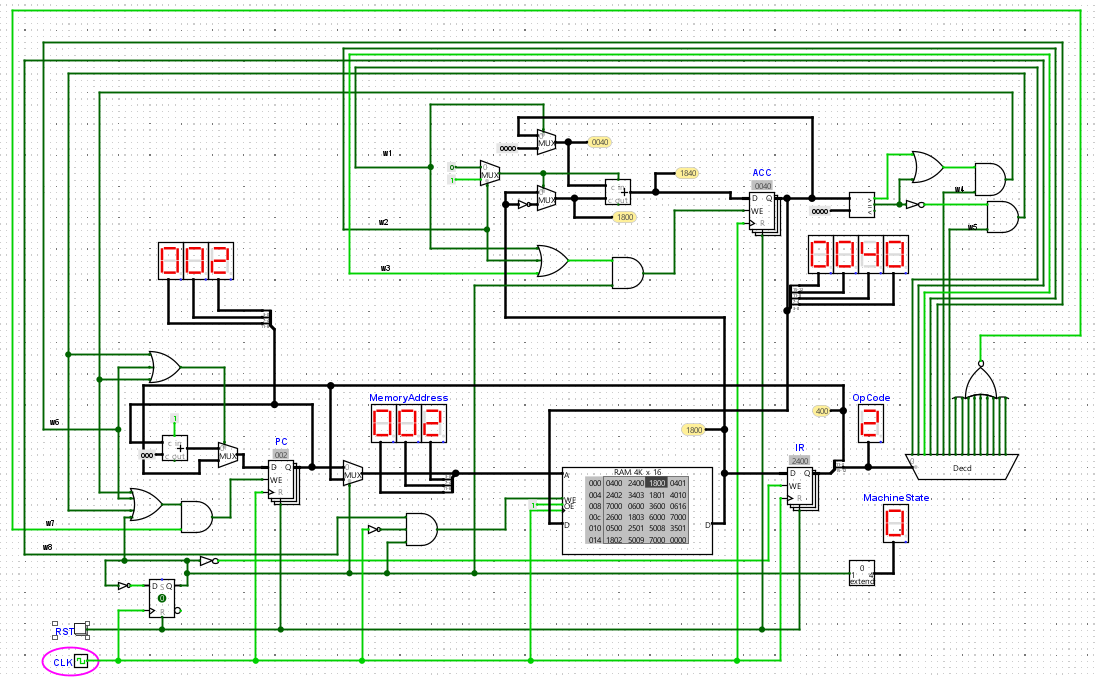 w1
0000
MUX
0040
0
1
MUX
1840
ACC
0040
MUX
1800
D Q
WE
R
0000
w2
w3
w4
w5
002
0040
MemoryAddress
002
OpCode
400
2
w6
1
000
MUX
PC
002
D Q
WE
R
MUX
1800
IR
2400
D Q
WE
R
Decd
RAM 4K x 16
A
000 0400 2400 1800 0401
004 2402 3403 1801 4010
008 7000 0600 3600 0616
00c 2600 1803 6000 7000
010 0500 2501 5008 3501
014 1802 5009 7000 0000
WE
OE
1
D
D
MachineState
0
w7
w8
D S Q
0
R
0
extend
RST
CLK